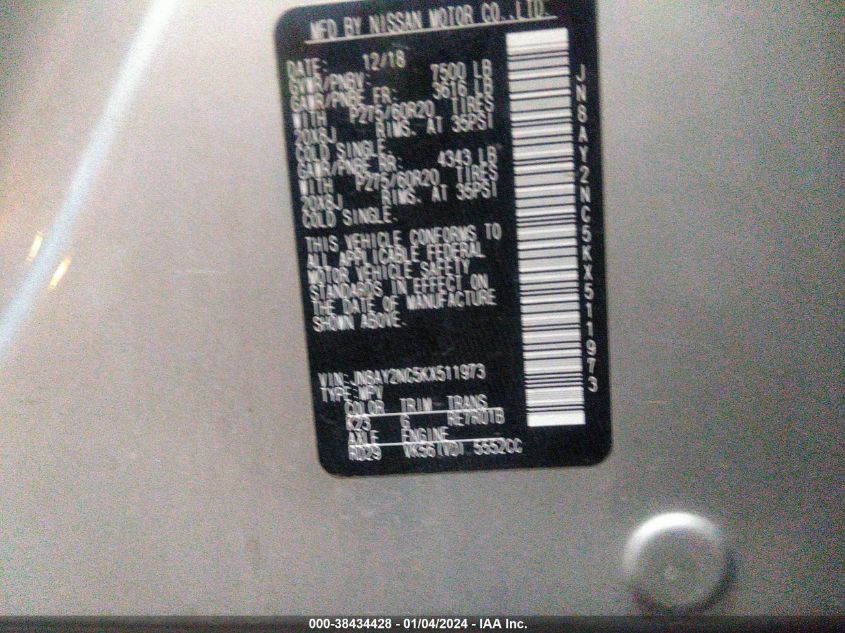 MFD BY NISSAN MOTOR CO.,LTD.
DATE: 12/18
GVWR/PNBV: 7500 LB
GAWR/PNBE FR: 3616 LB
WITH P275/60R20 TIRES
20X8J RIMS. AT 35PSI
COLD SINGLE.
GAWR/PNBE RR: 4343 LB
WITH P275/60R20 TIRES
20X8J RIMS. AT 35PSI
COLD SINGLE.
THIS VEHICLE CONFORMS TO
ALL APPLICABLE FEDERAL
MOTOR VEHICLE SAFETY
STANDARDS IN EFFECT ON
THE DATE OF MANUFACTURE
SHOWN ABOVE.
VIN:JN8AY2NC5KX511973
TYPE:MPV
COLOR TRIM TRANS
K23 G RE7R01B
AXLE ENGINE
RD29 VK56(VD) 5552CC
JN8AY2NC5KX511973
000-38434428 - 01/04/2024 - IAA Inc.